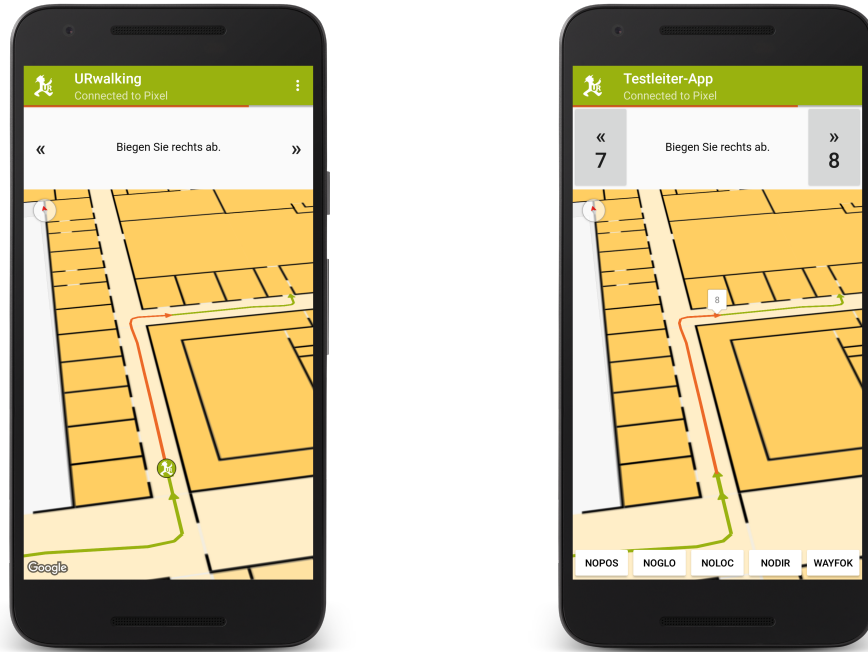 URwalking
Connected to Pixel
«
Biegen Sie rechts ab.
»
Google
Testleiter-App
Connected to Pixel
«
7
Biegen Sie rechts ab.
»
8
8
NOPOS
NOGLO
NOLOC
NODIR
WAYFOK